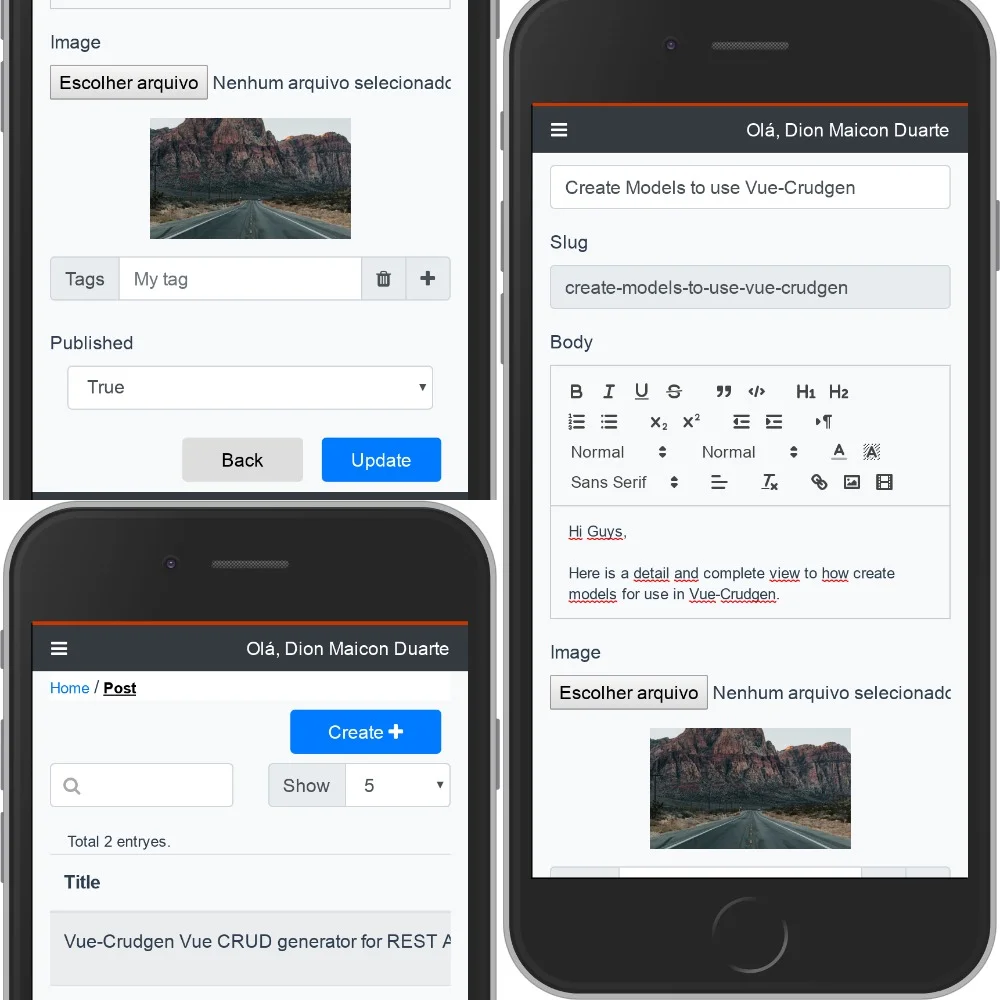 Image
Escolher arquivo Nenhum arquivo selecionado
Tags My tag
Published
True
Back Update
Olá, Dion Maicon Duarte
Home / Post
Create
Show 5
Total 2 entryes.
Title
Vue-Crudgen Vue CRUD generator for REST A
Olá, Dion Maicon Duarte
Create Models to use Vue-Crudgen
Slug
create-models-to-use-vue-crudgen
Body
B I U S H1 H2
x2 x2
Normal Normal A A
Sans Serif Tx
Hi Guys,
Here is a detail and complete view to how create
models for use in Vue-Crudgen.
Image
Escolher arquivo Nenhum arquivo selecionado